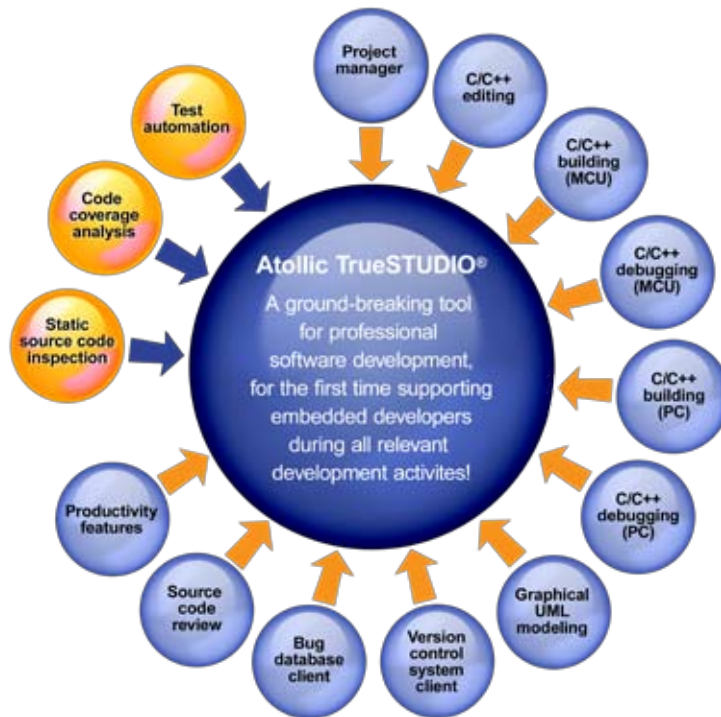 Project
manager
C/C++
editing
C/C++
building
(MCU)
C/C++
debugging
(MCU)
C/C++
building
(PC)
C/C++
debugging
(PC)
Graphical
UML
modeling
Version
control
system
client
Bug
database
client
Source
code
review
Productivity
features
Static
source code
inspection
Code
coverage
analysis
Test
automation
Atollic TrueSTUDIO®
A ground-breaking tool
for professional
software development,
for the first time supporting
embedded developers
during all relevant
development activites!